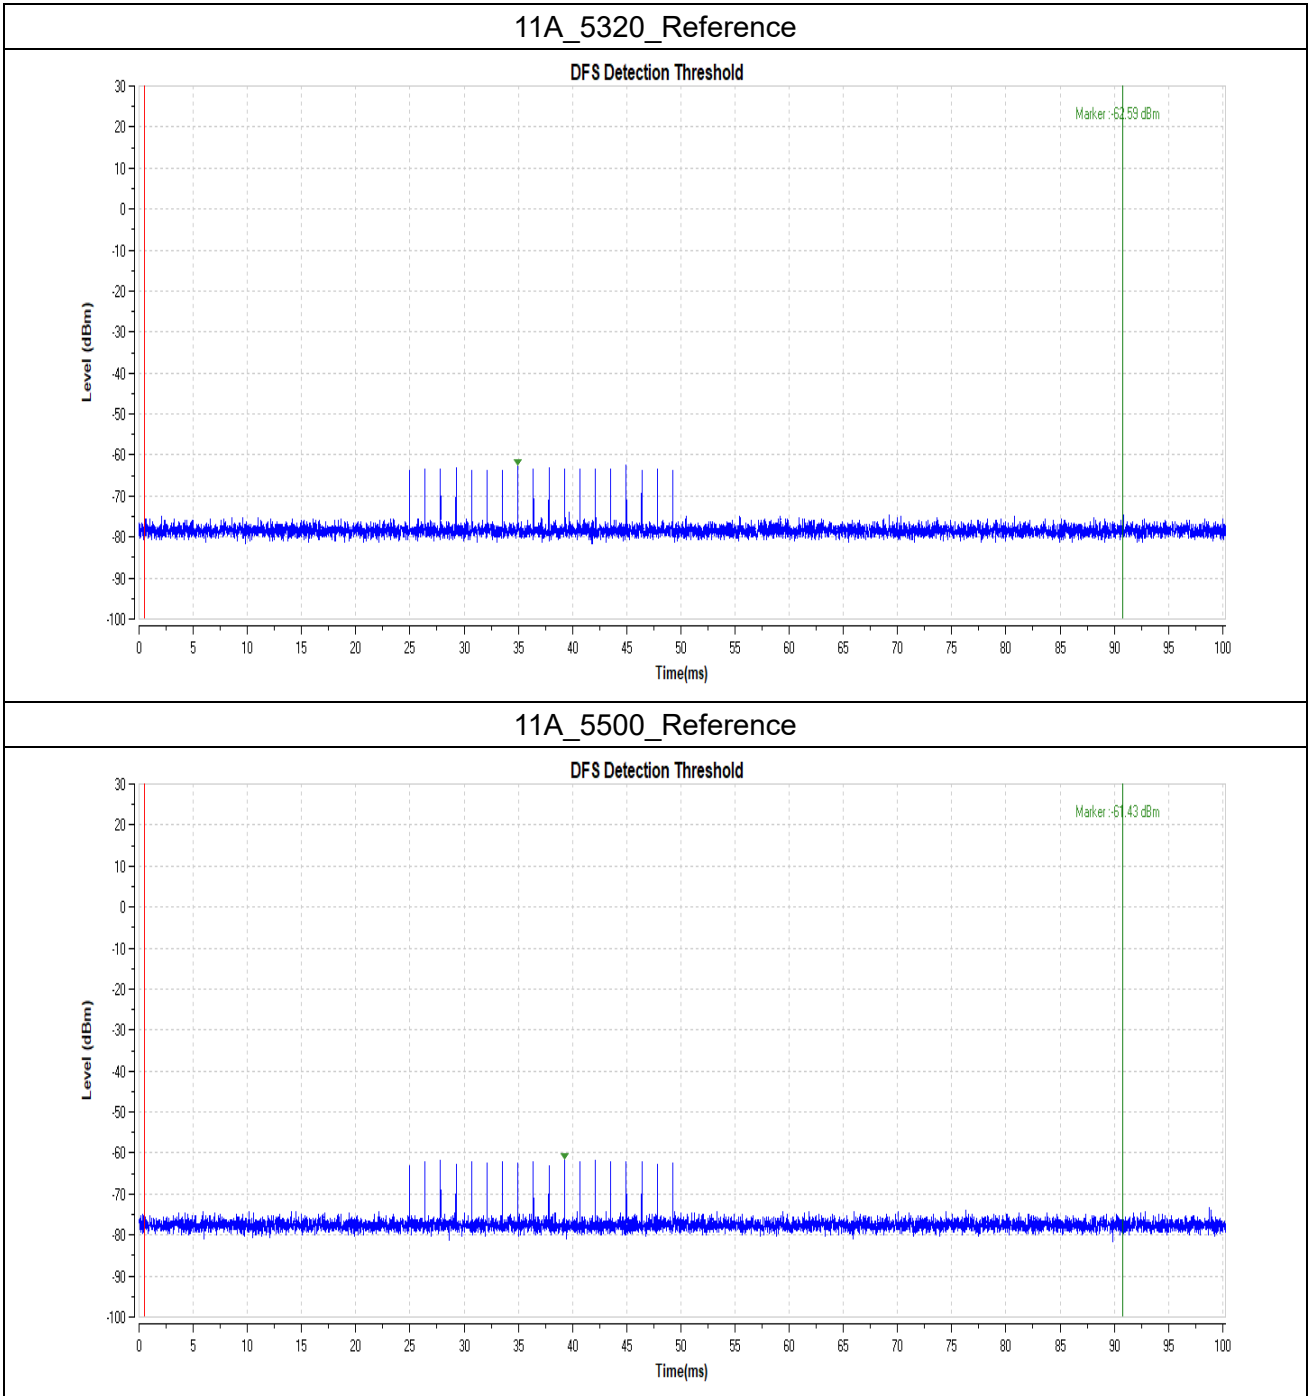 11A_5320_Reference
DFS Detection Threshold
Marker :-62.59 dBm
30
20
10
0
-10
-20
-30
-40
-50
-60
-70
-80
-90
-100
Level (dBm)
0 5 10 15 20 25 30 35 40 45 50 55 60 65 70 75 80 85 90 95 100
Time(ms)
11A_5500_Reference
DFS Detection Threshold
Marker :-61.43 dBm
30
20
10
0
-10
-20
-30
-40
-50
-60
-70
-80
-90
-100
Level (dBm)
0 5 10 15 20 25 30 35 40 45 50 55 60 65 70 75 80 85 90 95 100
Time(ms)